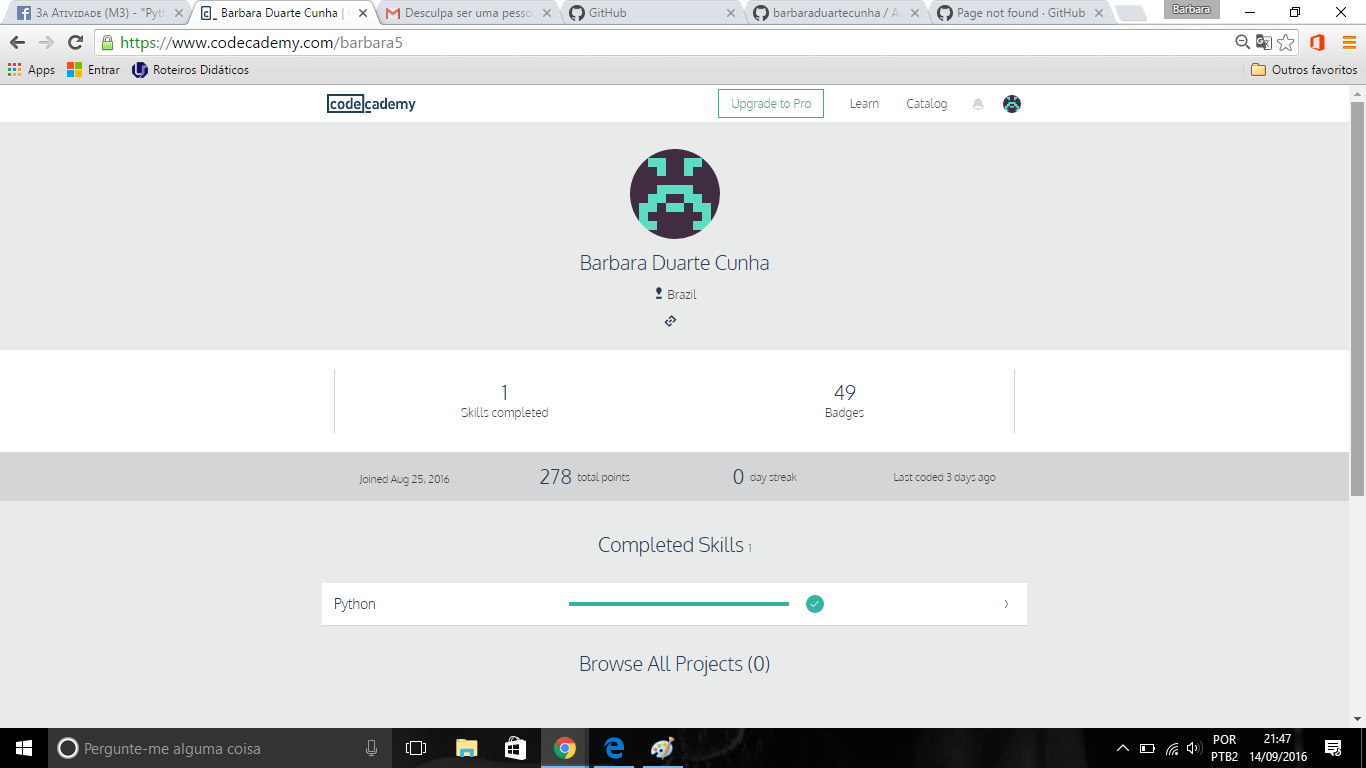 3a Atividade (M3) - "Pyth
Barbara Duarte Cunha |
Desculpa ser uma pesso
GitHub
barbaraduartecunha / A
Page not found · GitHub
Barbara
https://www.codecademy.com/barbara5
Apps
Entrar
Roteiros Didáticos
Outros favoritos
codecademy
Upgrade to Pro
Learn
Catalog
Barbara Duarte Cunha
Brazil
1
Skills completed
49
Badges
Joined Aug 25, 2016
278 total points
0 day streak
Last coded 3 days ago
Completed Skills 1
Python
Browse All Projects (0)
Pergunte-me alguma coisa
POR
PTB2
21:47
14/09/2016